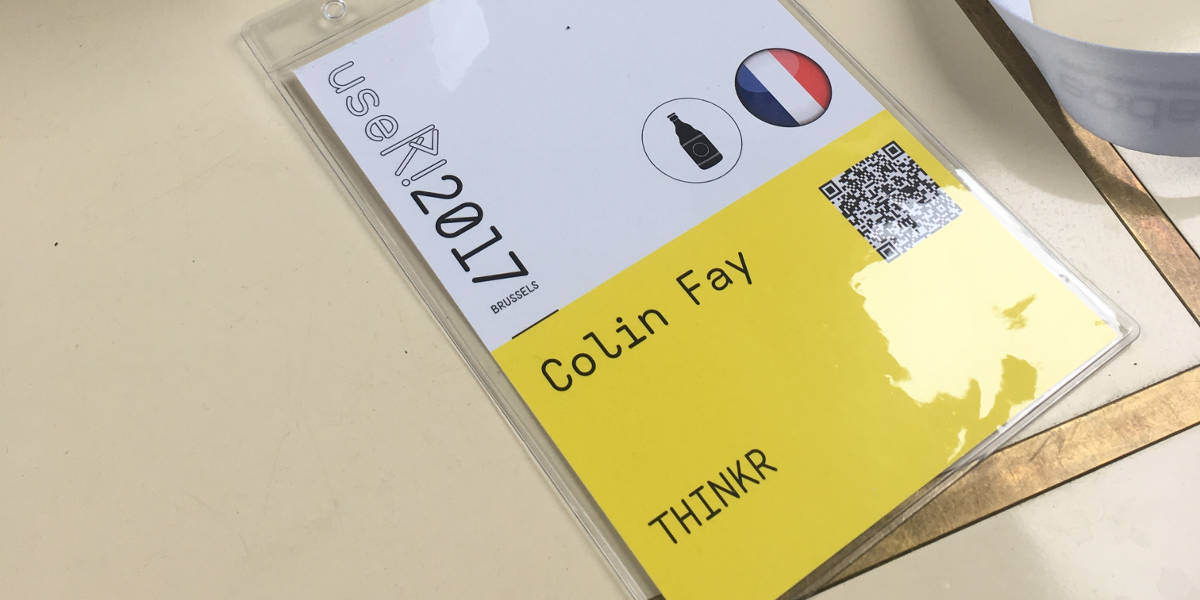 useR!2017
BRUSSELS
Colin Fay
THINKR